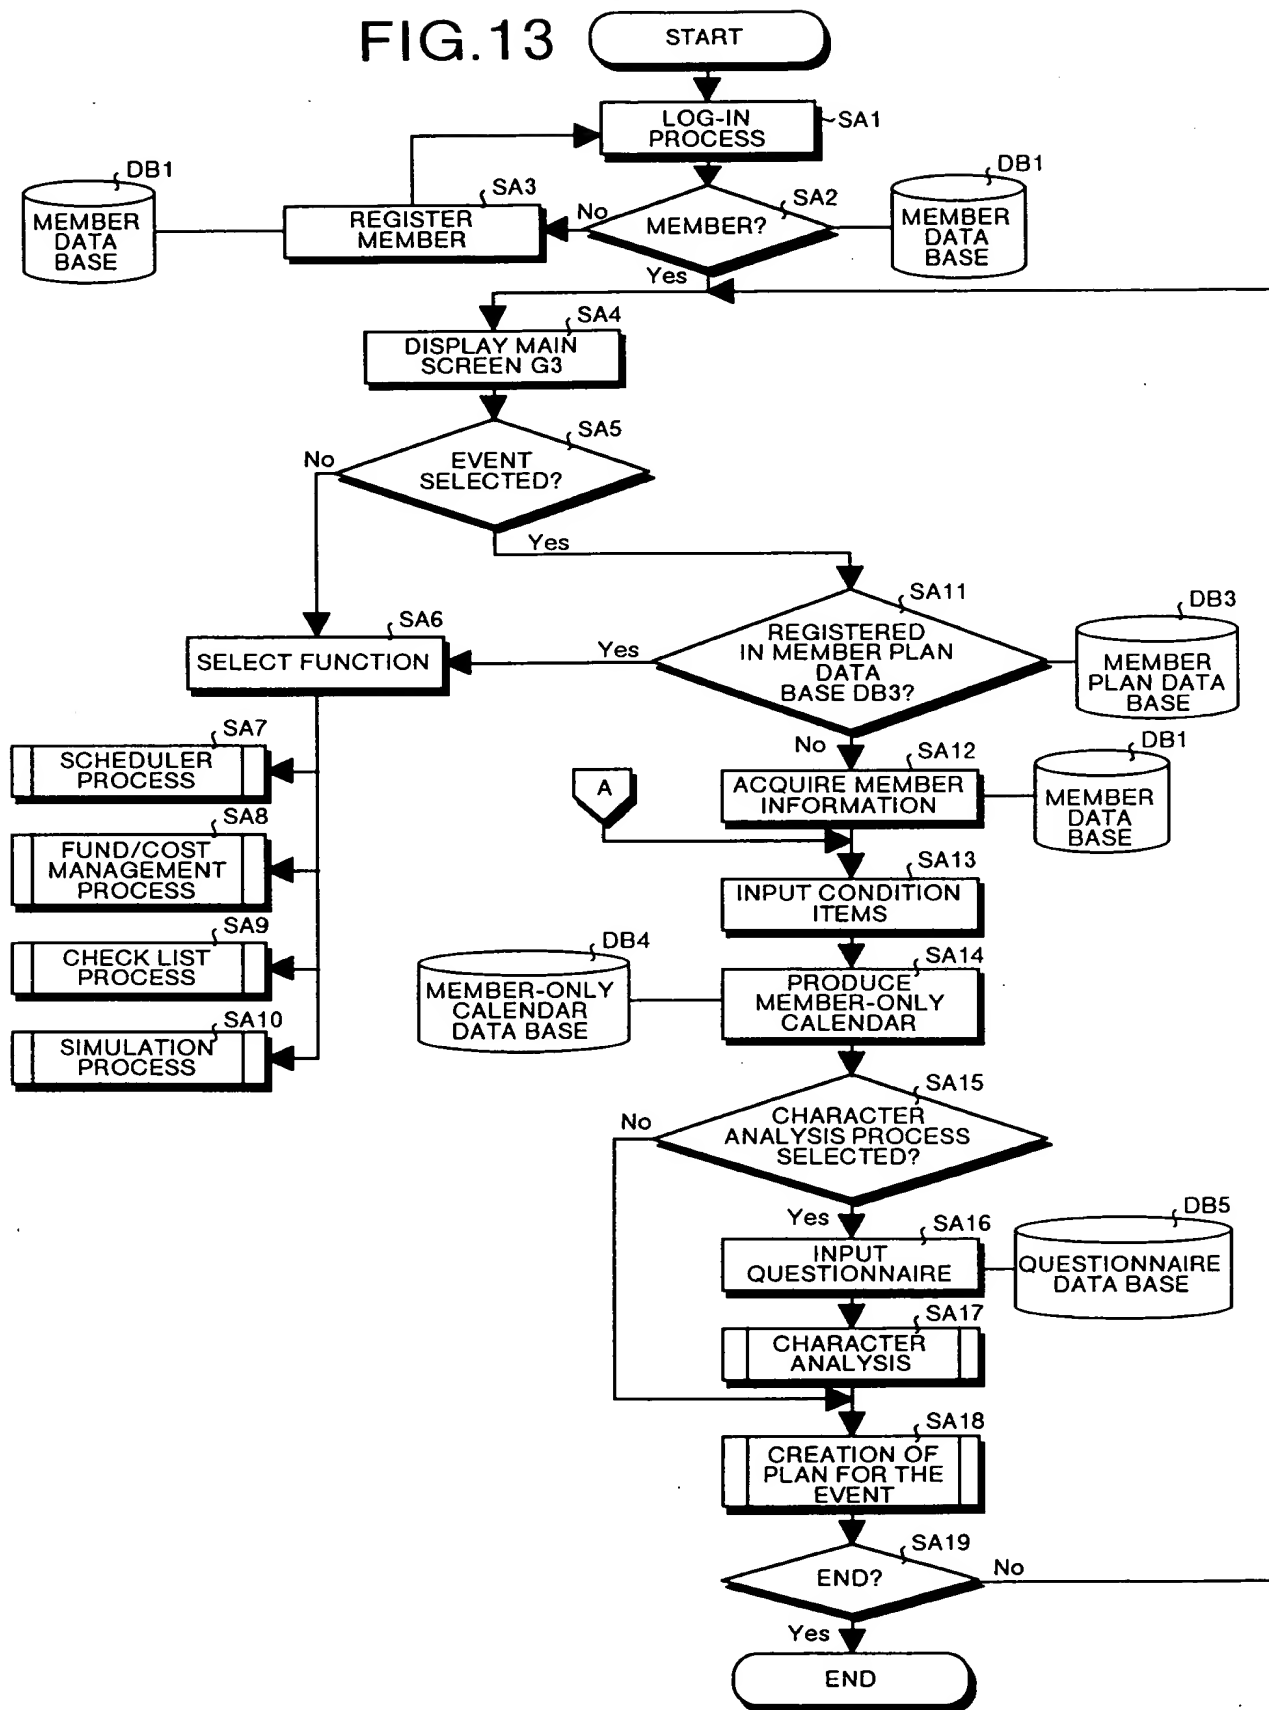 FIG.13
START
LOG-IN
PROCESS
SA1
DB1
MEMBER
DATA
BASE
SA3
REGISTER
MEMBER
No
MEMBER?
SA2
DB1
MEMBER
DATA
BASE
Yes
SA4
DISPLAY MAIN
SCREEN G3
SA5
EVENT
SELECTED?
No
Yes
SA11
REGISTERED
IN MEMBER PLAN
DATA
BASE DB3?
DB3
MEMBER
PLAN DATA
BASE
SA6
SELECT FUNCTION
Yes
No
SA7
SCHEDULER
PROCESS
SA8
FUND/COST
MANAGEMENT
PROCESS
SA9
CHECK LIST
PROCESS
SA10
SIMULATION
PROCESS
A
SA12
ACQUIRE MEMBER
INFORMATION
DB1
MEMBER
DATA
BASE
SA13
INPUT CONDITION
ITEMS
DB4
MEMBER-ONLY
CALENDAR
DATA BASE
SA14
PRODUCE
MEMBER-ONLY
CALENDAR
SA15
CHARACTER
ANALYSIS PROCESS
SELECTED?
No
Yes
SA16
INPUT
QUESTIONNAIRE
DB5
QUESTIONNAIRE
DATA BASE
SA17
CHARACTER
ANALYSIS
SA18
CREATION OF
PLAN FOR THE
EVENT
SA19
END?
No
Yes
END